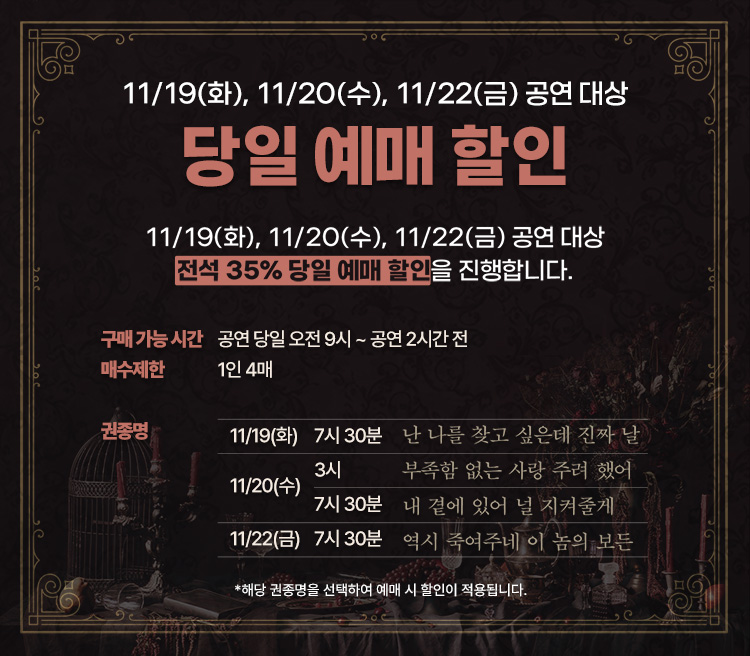 11/19(화), 11/20(수), 11/22(금) 공연 대상
당일 예매 할인
11/19(화), 11/20(수), 11/22(금) 공연 대상
전석 35% 당일 예매 할인을 진행합니다.
구매 가능 시간 공연 당일 오전 9시 ~ 공연 2시간 전
매수제한 1인 4매
권종명
11/19(화) 7시 30분 난 나를 찾고 싶은데 진짜 날
11/20(수) 3시 부족함 없는 사랑 주려 했어
7시 30분 내 곁에 있어 널 지켜줄게
11/22(금) 7시 30분 역시 죽여주네 이 놈의 보든
*해당 권종명을 선택하여 예매 시 할인이 적용됩니다.